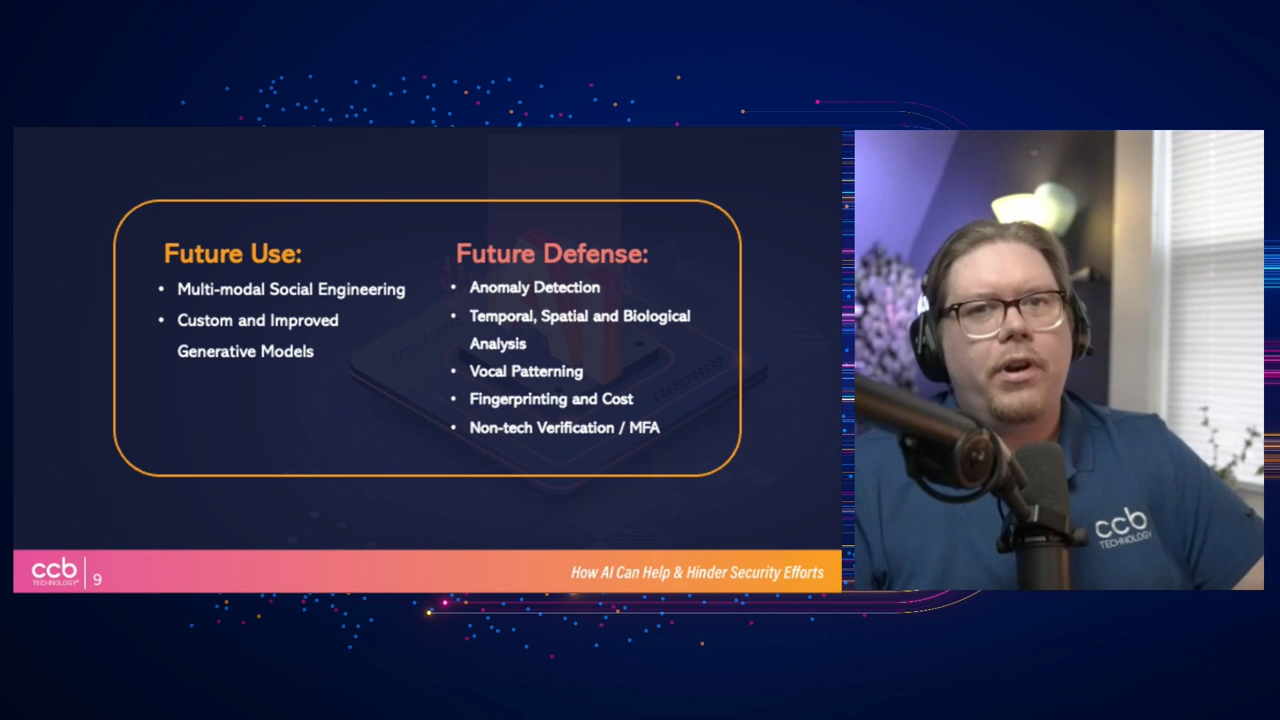 Future Use:
• Multi-modal Social Engineering
• Custom and Improved
Generative Models
Future Defense:
• Anomaly Detection
• Temporal, Spatial and Biological
Analysis
• Vocal Patterning
• Fingerprinting and Cost
• Non-tech Verification / MFA
ccb
TECHNOLOGY
9
How AI Can Help & Hinder Security Efforts
ccb
TECHNOLOGY